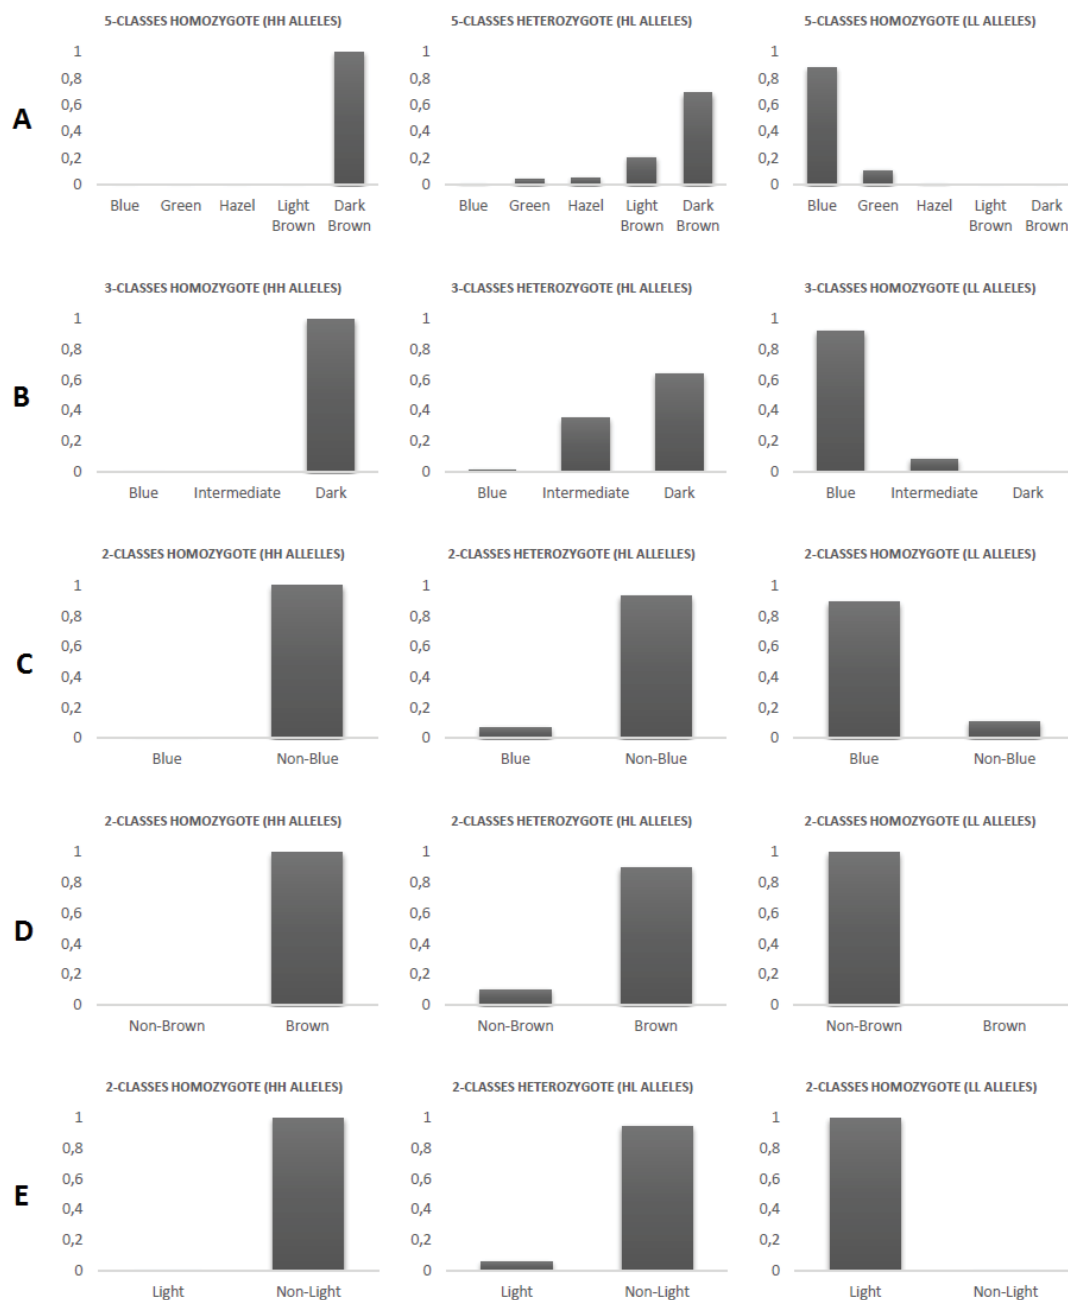 5-CLASSES HOMOZYGOTE (HH ALLELES)
5-CLASSES HETEROZYGOTE (HL ALLELES)
5-CLASSES HOMOZYGOTE (LL ALLELES)
A
1
0,8
0,6
0,4
0,2
0
Blue Green Hazel Light Brown Dark Brown
1
0,8
0,6
0,4
0,2
0
Blue Green Hazel Light Brown Dark Brown
1
0,8
0,6
0,4
0,2
0
Blue Green Hazel Light Brown Dark Brown
3-CLASSES HOMOZYGOTE (HH ALLELES)
3-CLASSES HETEROZYGOTE (HL ALLELES)
3-CLASSES HOMOZYGOTE (LL ALLELES)
B
1
0,8
0,6
0,4
0,2
0
Blue Intermediate Dark
1
0,8
0,6
0,4
0,2
0
Blue Intermediate Dark
1
0,8
0,6
0,4
0,2
0
Blue Intermediate Dark
2-CLASSES HOMOZYGOTE (HH ALLELLES)
2-CLASSES HETEROZYGOTE (HL ALLELLES)
2-CLASSES HOMOZYGOTE (LL ALLELES)
C
1
0,8
0,6
0,4
0,2
0
Blue Non-Blue
1
0,8
0,6
0,4
0,2
0
Blue Non-Blue
1
0,8
0,6
0,4
0,2
0
Blue Non-Blue
2-CLASSES HOMOZYGOTE (HH ALLELES)
2-CLASSES HETEROZYGOTE (HL ALLELES)
2-CLASSES HOMOZYGOTE (LL ALLELES)
D
1
0,8
0,6
0,4
0,2
0
Non-Brown Brown
1
0,8
0,6
0,4
0,2
0
Non-Brown Brown
1
0,8
0,6
0,4
0,2
0
Non-Brown Brown
2-CLASSES HOMOZYGOTE (HH ALLELES)
2-CLASSES HETEROZYGOTE (HL ALLELES)
2-CLASSES HOMOZYGOTE (LL ALLELES)
E
1
0,8
0,6
0,4
0,2
0
Light Non-Light
1
0,8
0,6
0,4
0,2
0
Light Non-Light
1
0,8
0,6
0,4
0,2
0
Light Non-Light